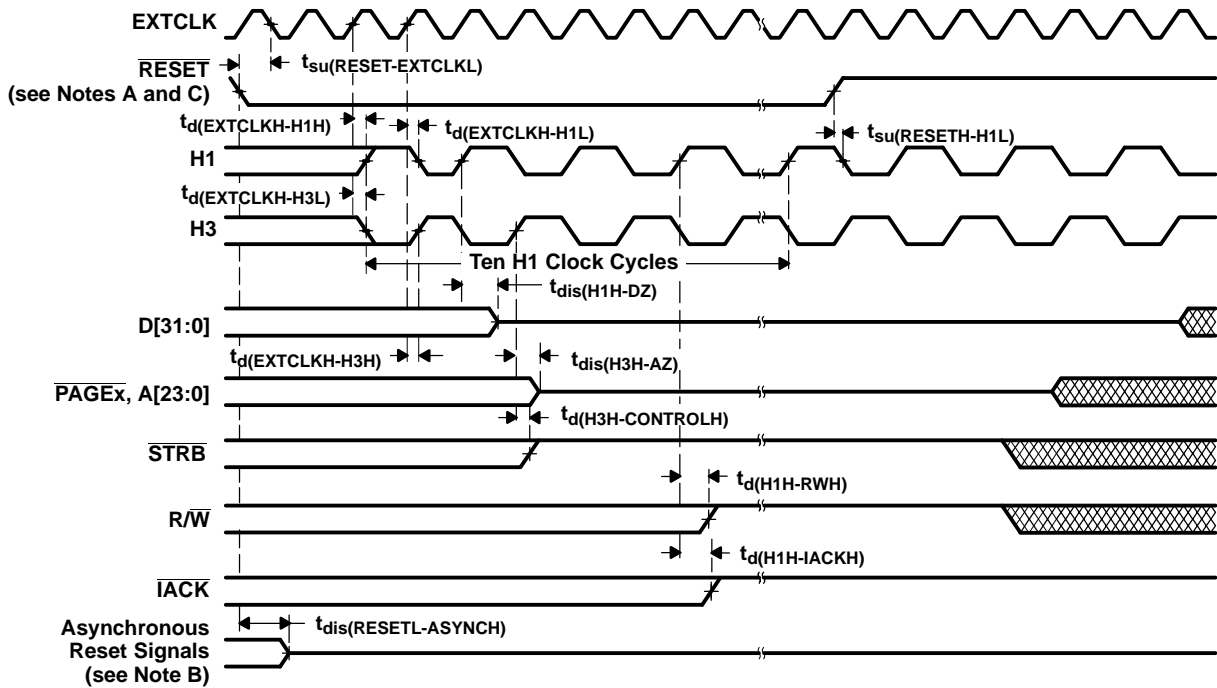 EXTCLK
tsu(RESET-EXTCLKL)
RESET
(see Notes A and C)
td(EXTCLKH-H1H)
td(EXTCLKH-H1L)
tsu(RESETH-H1L)
H1
td(EXTCLKH-H3L)
H3
Ten H1 Clock Cycles
tdis(H1H-DZ)
D[31:0]
td(EXTCLKH-H3H)
tdis(H3H-AZ)
PAGEx, A[23:0]
td(H3H-CONTROLH)
STRB
td(H1H-RWH)
R/W
td(H1H-IACKH)
IACK
Asynchronous
Reset Signals
(see Note B)
tdis(RESETL-ASYNCH)